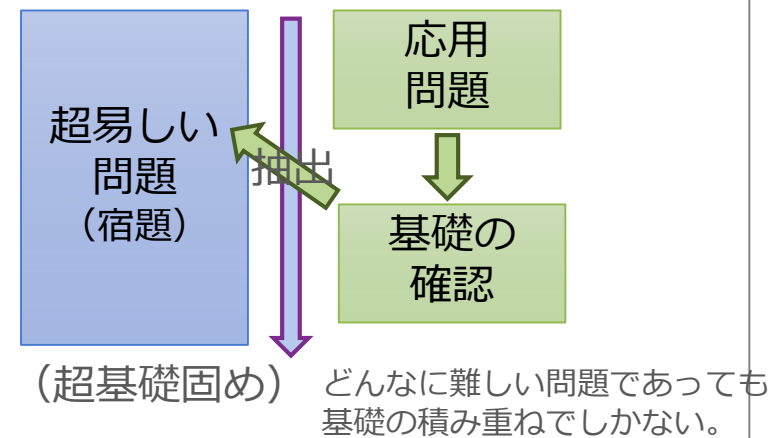 超易しい
問題
（宿題）
抽出
応用
問題
基礎の
確認
（超基礎固め）
どんなに難しい問題であっても
基礎の積み重ねでしかない。